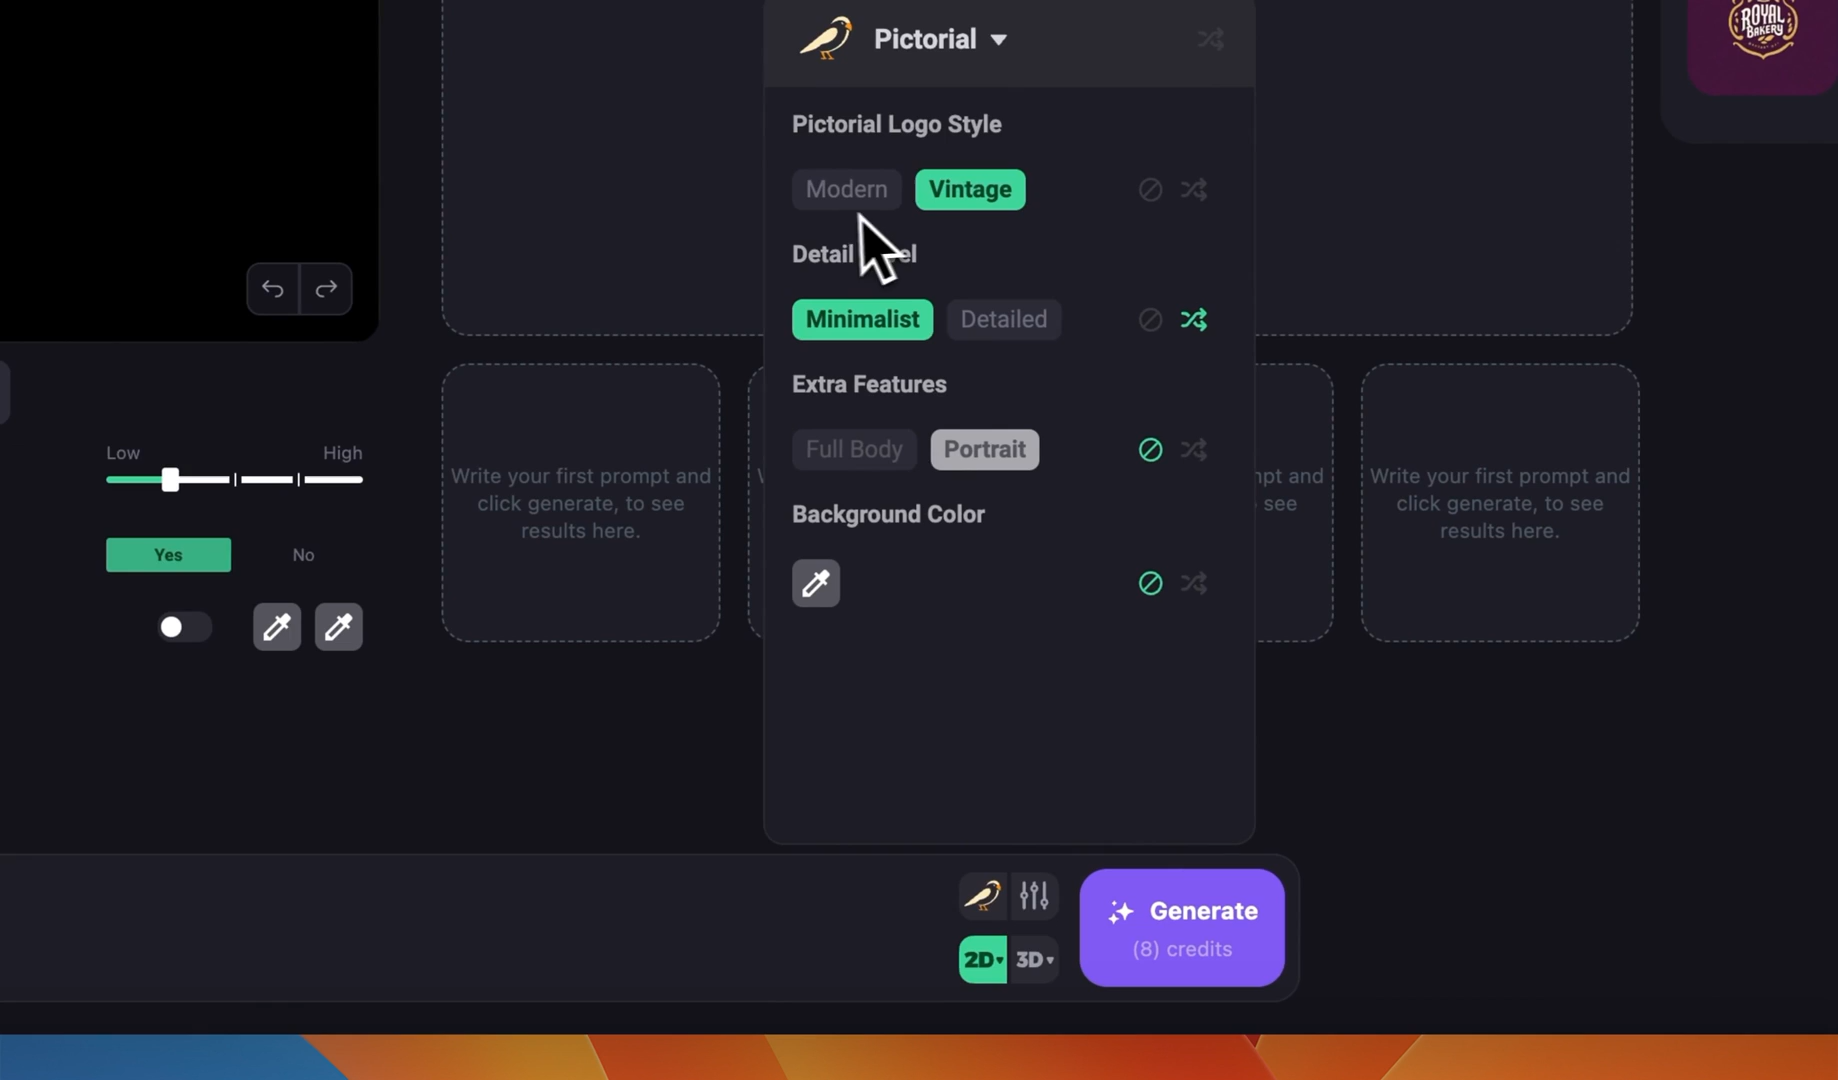 ROYAL
BAKERY
Pictorial
Pictorial Logo Style
Modern Vintage
Detail
Minimalist Detailed
Extra Features
Full Body Portrait
Background Color
Low High
Yes No
Write your first prompt and
click generate, to see
results here.
pt and
see
Write your first prompt and
click generate, to see
results here.
2D 3D
Generate
(8) credits